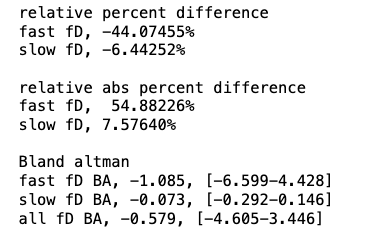 relative percent difference
fast fD, -44.07455%
slow fD, -6.44252%

relative abs percent difference
fast fD,  54.88226%
slow fD, 7.57640%

Bland altman
fast fD BA, -1.085, [-6.599-4.428]
slow fD BA, -0.073, [-0.292-0.146]
all fD BA, -0.579, [-4.605-3.446]